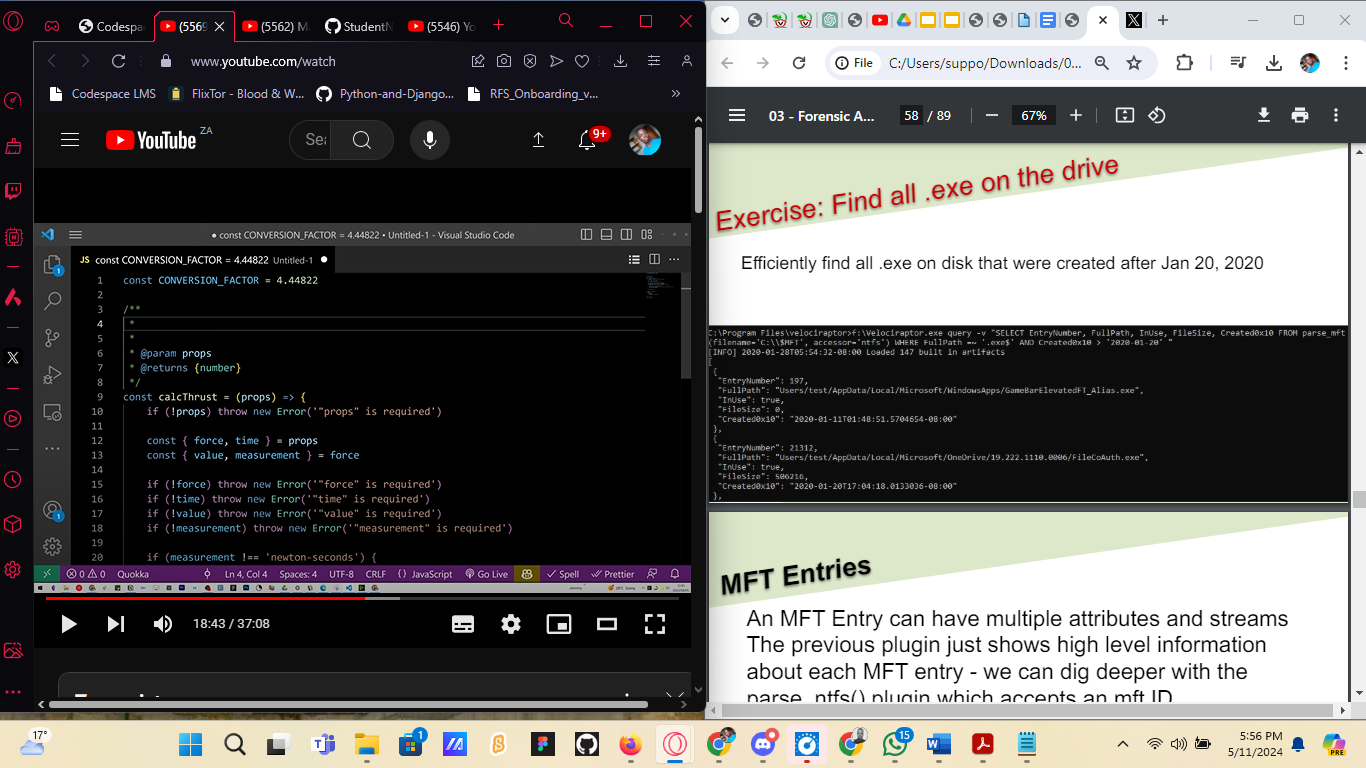 Codespa
(5569
(5562) M
StudentN
(5546) Yo
www.youtube.com/watch
Codespace LMS
FlixTor - Blood & W...
Python-and-Django...
RFS_Onboarding_v...
»
YouTube ZA
Sea
9+
● const CONVERSION_FACTOR = 4.44822 • Untitled-1 - Visual Studio Code
JS const CONVERSION_FACTOR = 4.44822 Untitled-1 ●
1 const CONVERSION_FACTOR = 4.44822
2
3 /**
4 *
5 *
6 * @param props
7 * @returns {number}
8 */
9 const calcThrust = (props) => {
10 if (!props) throw new Error('"props" is required')
11
12 const { force, time } = props
13 const { value, measurement } = force
14
15 if (!force) throw new Error('"force" is required')
16 if (!time) throw new Error('"time" is required')
17 if (!value) throw new Error('"value" is required')
18 if (!measurement) throw new Error('"measurement" is required')
19
20 if (measurement !== 'newton-seconds') {
1
1
0 0 Quokka Ln 4, Col 4 Spaces: 4 UTF-8 CRLF {} JavaScript Go Live Spell Prettier
18:43 / 37:08
File C:/Users/suppo/Downloads/0...
03 - Forensic A... 58 / 89 67%
Exercise: Find all .exe on the drive
Efficiently find all .exe on disk that were created after Jan 20, 2020
C:\Program Files\velociraptor>f:\Velociraptor.exe query -v "SELECT EntryNumber, FullPath, InUse, FileSize, Created0x10 FROM parse_mft
(filename='C:\\$MFT', accessor='ntfs') WHERE FullPath =~ '.exe$' AND Created0x10 > '2020-01-20' "
[INFO] 2020-01-28T05:54:32-08:00 Loaded 147 built in artifacts
[
{
"EntryNumber": 197,
"FullPath": "Users/test/AppData/Local/Microsoft/WindowsApps/GameBarElevatedFT_Alias.exe",
"InUse": true,
"FileSize": 0,
"Created0x10": "2020-01-11T01:48:51.5704654-08:00"
},
{
"EntryNumber": 21312,
"FullPath": "Users/test/AppData/Local/Microsoft/OneDrive/19.222.1110.0006/FileCoAuth.exe",
"InUse": true,
"FileSize": 506216,
"Created0x10": "2020-01-20T17:04:18.0133036-08:00"
},
MFT Entries
An MFT Entry can have multiple attributes and streams
The previous plugin just shows high level information
about each MFT entry - we can dig deeper with the
parse_ntfs() plugin which accepts an mft ID
17°
1
15
PRE
5:56 PM
5/11/2024